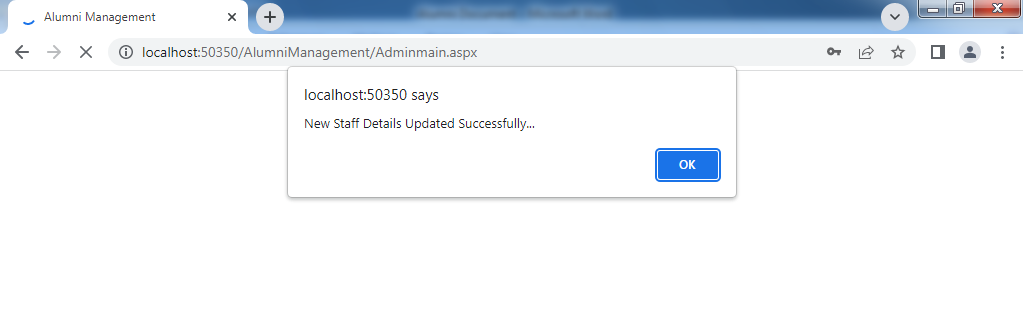 Alumni Management
localhost:50350/AlumniManagement/Adminmain.aspx
localhost:50350 says
New Staff Details Updated Successfully...
OK